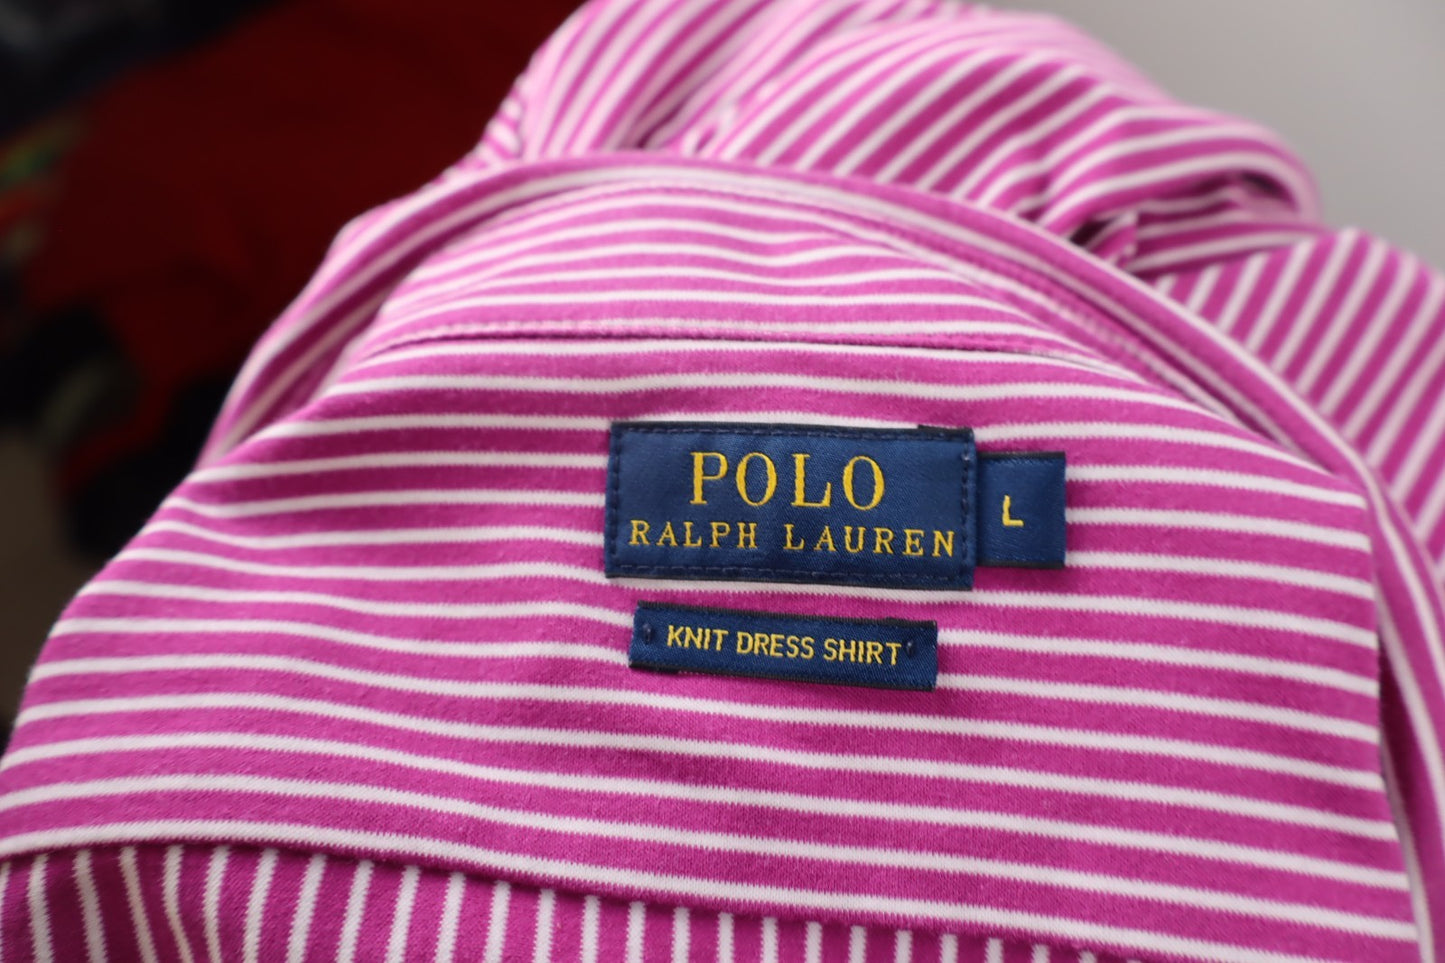 POLO
RALPH LAUREN
L
KNIT DRESS SHIRT